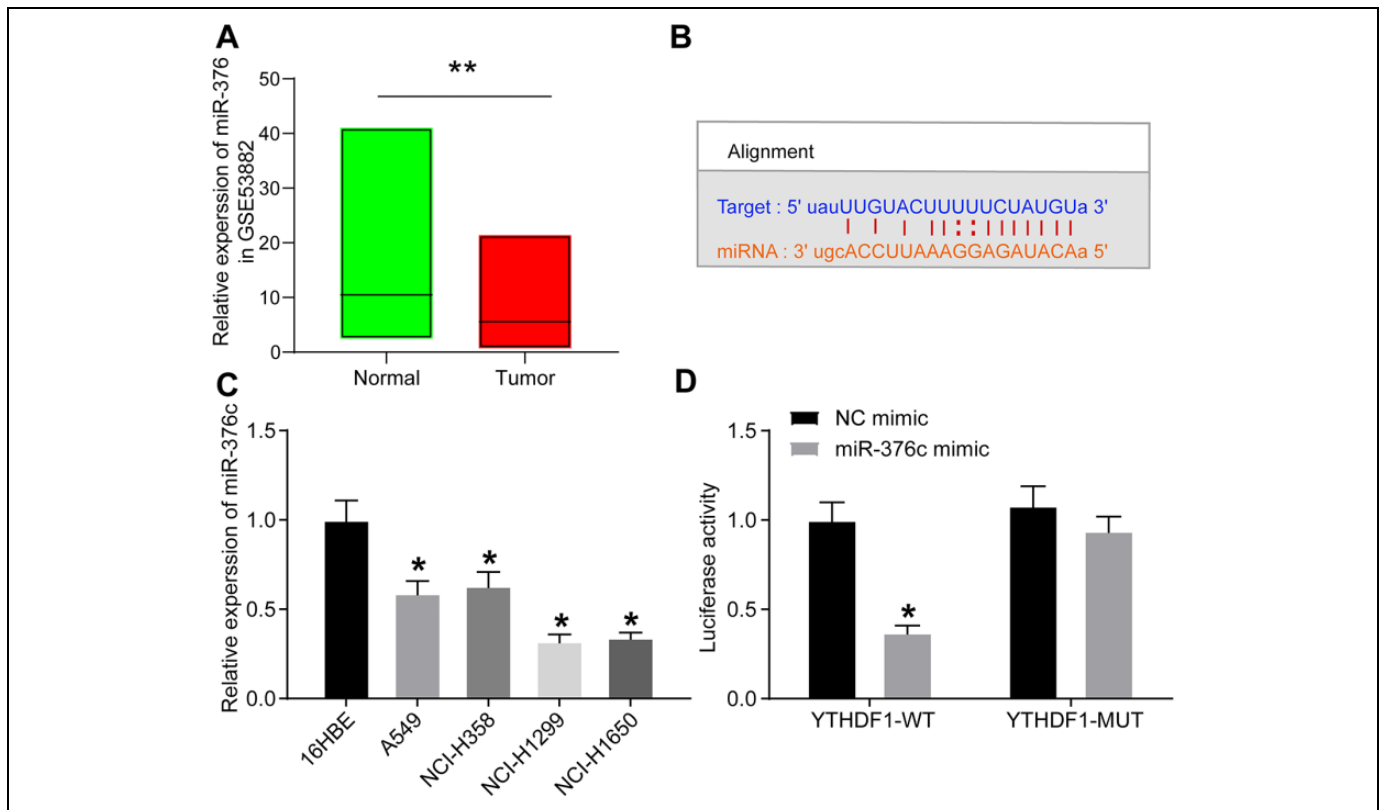 A
Relative experssion of miR-376
in GSE53882
50
40
30
20
10
0
**
Normal
Tumor
B
Alignment
Target : 5' uauUUGUACUUUUUCUAUGUa 3'
miRNA : 3' ugcACCUUAAAGGAGAUACAa 5'
C
Relative experssion of miR-376c
1.5
1.0
0.5
0.0
*
*
*
*
16HBE
A549
NCI-H358
NCI-H1299
NCI-H1650
D
NC mimic
miR-376c mimic
Luciferase activity
1.5
1.0
0.5
0.0
*
YTHDF1-WT
YTHDF1-MUT